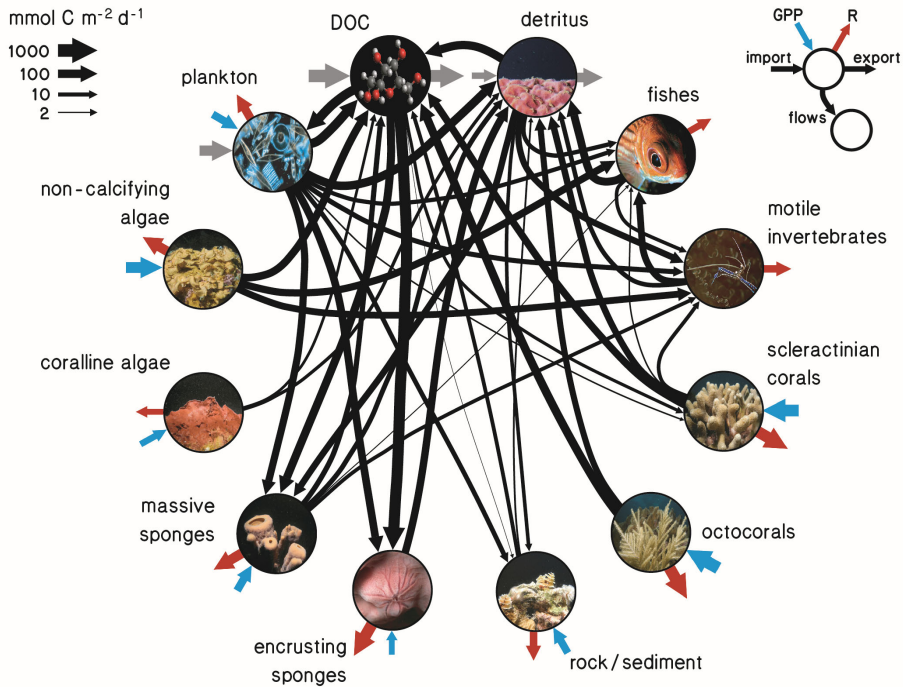 mmol C m⁻² d⁻¹
1000
100
10
2
DOC
detritus
plankton
fishes
GPP
R
import
export
flows
non-calcifying
algae
motile
invertebrates
coralline algae
scleractinian
corals
massive
sponges
octocorals
encrusting
sponges
rock/sediment